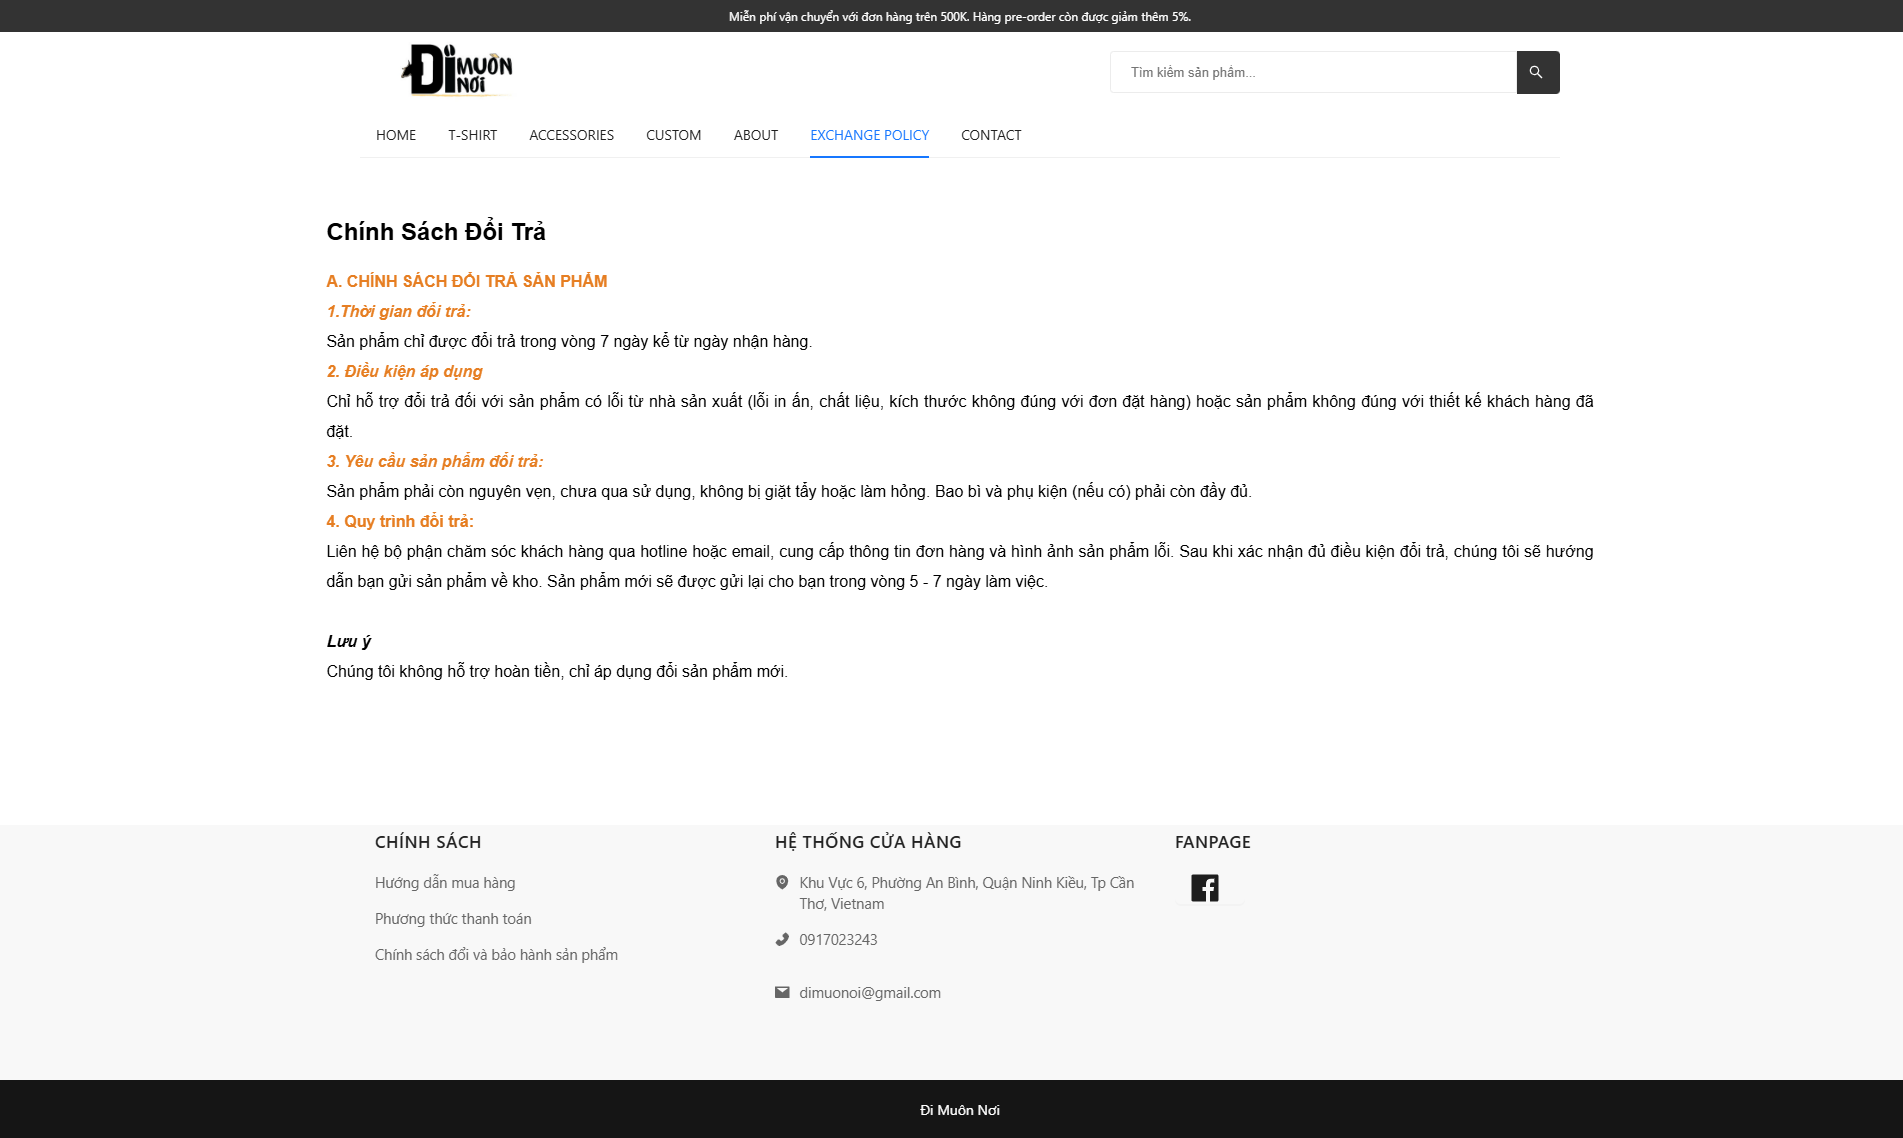 Miễn phí vận chuyển với đơn hàng trên 500K. Hàng pre-order còn được giảm thêm 5%.
Đi MUÔN NƠI
Tìm kiếm sản phẩm...
HOME T-SHIRT ACCESSORIES CUSTOM ABOUT EXCHANGE POLICY CONTACT
Chính Sách Đổi Trả
A. CHÍNH SÁCH ĐỔI TRẢ SẢN PHẨM
1.Thời gian đổi trả:
Sản phẩm chỉ được đổi trả trong vòng 7 ngày kể từ ngày nhận hàng.
2. Điều kiện áp dụng
Chỉ hỗ trợ đổi trả đối với sản phẩm có lỗi từ nhà sản xuất (lỗi in ấn, chất liệu, kích thước không đúng với đơn đặt hàng) hoặc sản phẩm không đúng với thiết kế khách hàng đã
đặt.
3. Yêu cầu sản phẩm đổi trả:
Sản phẩm phải còn nguyên vẹn, chưa qua sử dụng, không bị giặt tẩy hoặc làm hỏng. Bao bì và phụ kiện (nếu có) phải còn đầy đủ.
4. Quy trình đổi trả:
Liên hệ bộ phận chăm sóc khách hàng qua hotline hoặc email, cung cấp thông tin đơn hàng và hình ảnh sản phẩm lỗi. Sau khi xác nhận đủ điều kiện đổi trả, chúng tôi sẽ hướng
dẫn bạn gửi sản phẩm về kho. Sản phẩm mới sẽ được gửi lại cho bạn trong vòng 5 - 7 ngày làm việc.
Lưu ý
Chúng tôi không hỗ trợ hoàn tiền, chỉ áp dụng đổi sản phẩm mới.
CHÍNH SÁCH
Hướng dẫn mua hàng
Phương thức thanh toán
Chính sách đổi và bảo hành sản phẩm
HỆ THỐNG CỬA HÀNG
Khu Vực 6, Phường An Bình, Quận Ninh Kiều, Tp Cần
Thơ, Vietnam
0917023243
dimuonoi@gmail.com
FANPAGE
Đi Muôn Nơi